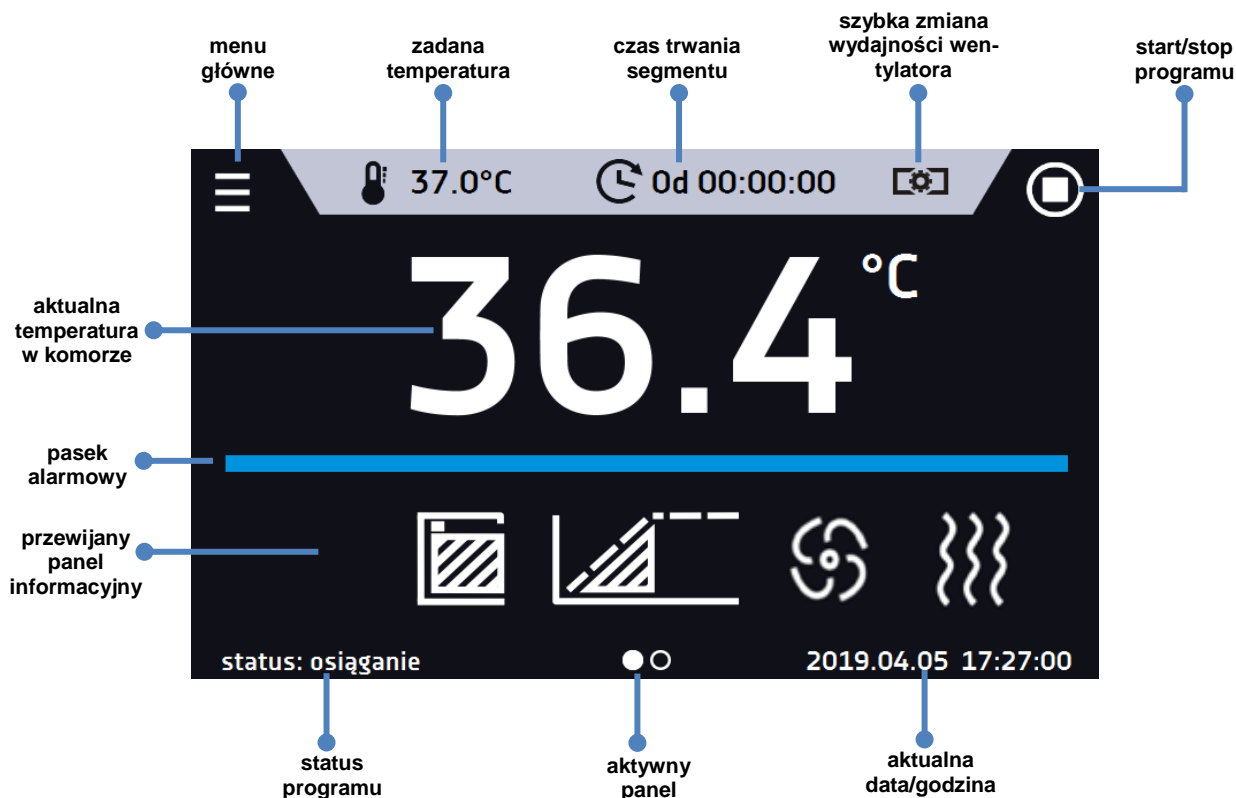 menu
główne
zadana
temperatura
czas trwania
segmentu
szybka zmiana
wydajności wen-
tylatora
start/stop
programu
37.0°C
0d 00:00:00
36.4 °C
aktualna
temperatura
w komorze
pasek
alarmowy
przewijany
panel
informacyjny
status: osiąganie
2019.04.05 17:27:00
status
programu
aktywny
panel
aktualna
data/godzina